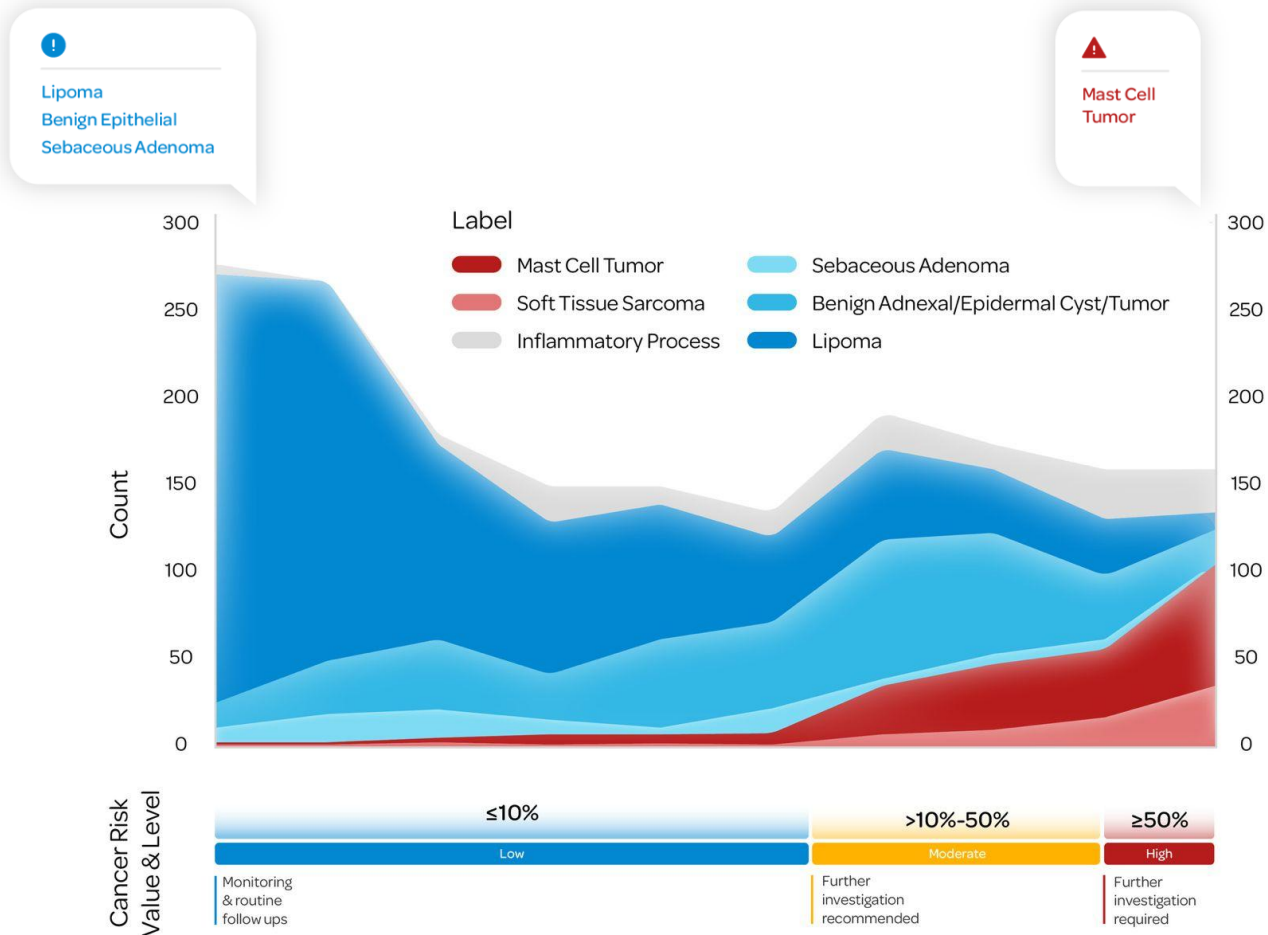 Lipoma
Benign Epithelial
Sebaceous Adenoma
Mast Cell
Tumor
Label
Mast Cell Tumor
Sebaceous Adenoma
Soft Tissue Sarcoma
Benign Adnexal/Epidermal Cyst/Tumor
Inflammatory Process
Lipoma
Count
300
250
200
150
100
50
0
300
250
200
150
100
50
0
Cancer Risk
Value & Level
≤10%
>10%-50%
≥50%
Low
Moderate
High
Monitoring
& routine
follow ups
Further
investigation
recommended
Further
investigation
required